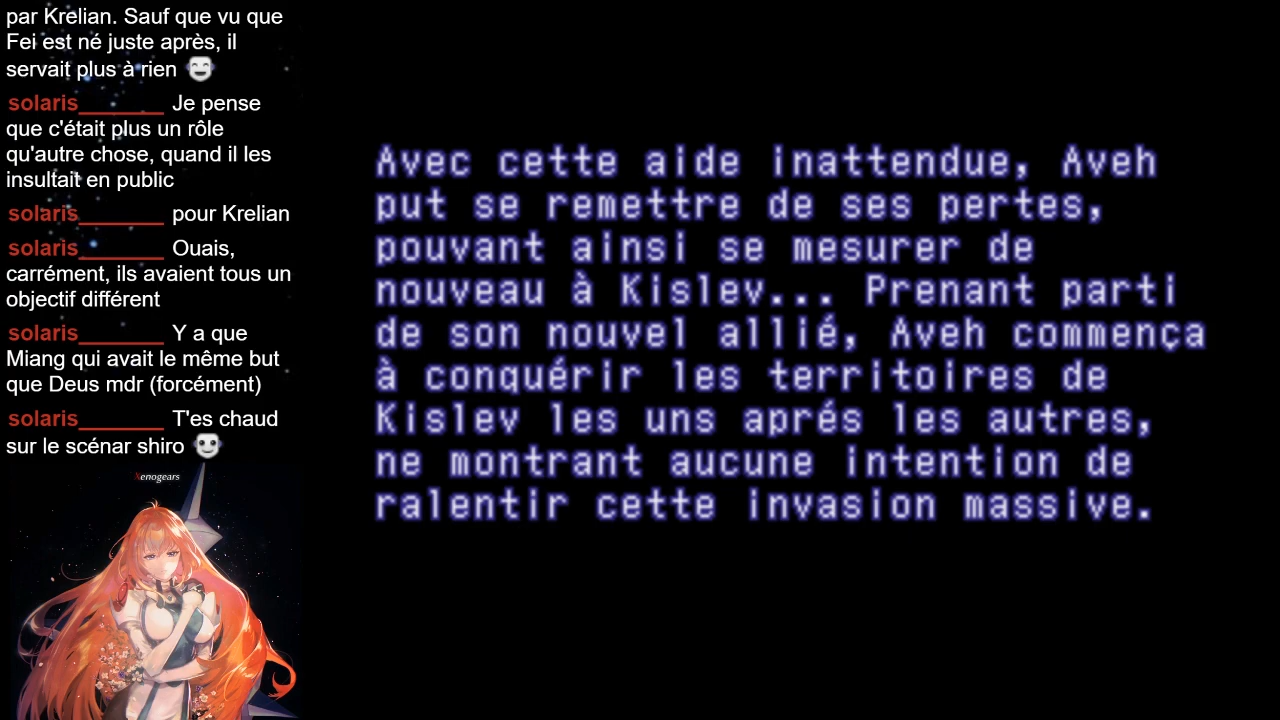 par Krelian. Sauf que vu que
Fei est né juste après, il
servait plus à rien
solaris_______ Je pense
que c'était plus un rôle
qu'autre chose, quand il les
insultait en public
solaris_______ pour Krelian
solaris_______ Ouais,
carrément, ils avaient tous un
objectif différent
solaris_______ Y a que
Miang qui avait le même but
que Deus mdr (forcément)
solaris_______ T'es chaud
sur le scénar shiro
Xenogears
Avec cette aide inattendue, Aveh
put se remettre de ses pertes,
pouvant ainsi se mesurer de
nouveau à Kislev... Prenant parti
de son nouvel allié, Aveh commença
à conquérir les territoires de
Kislev les uns aprés les autres,
ne montrant aucune intention de
ralentir cette invasion massive.